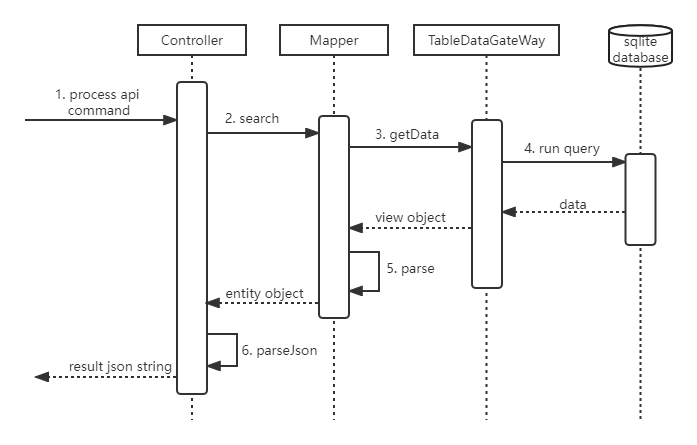 Controller
Mapper
TableDataGateWay
sqlite
database
1. process api
command
2. search
3. getData
4. run query
data
view object
5. parse
entity object
6. parseJson
result json string